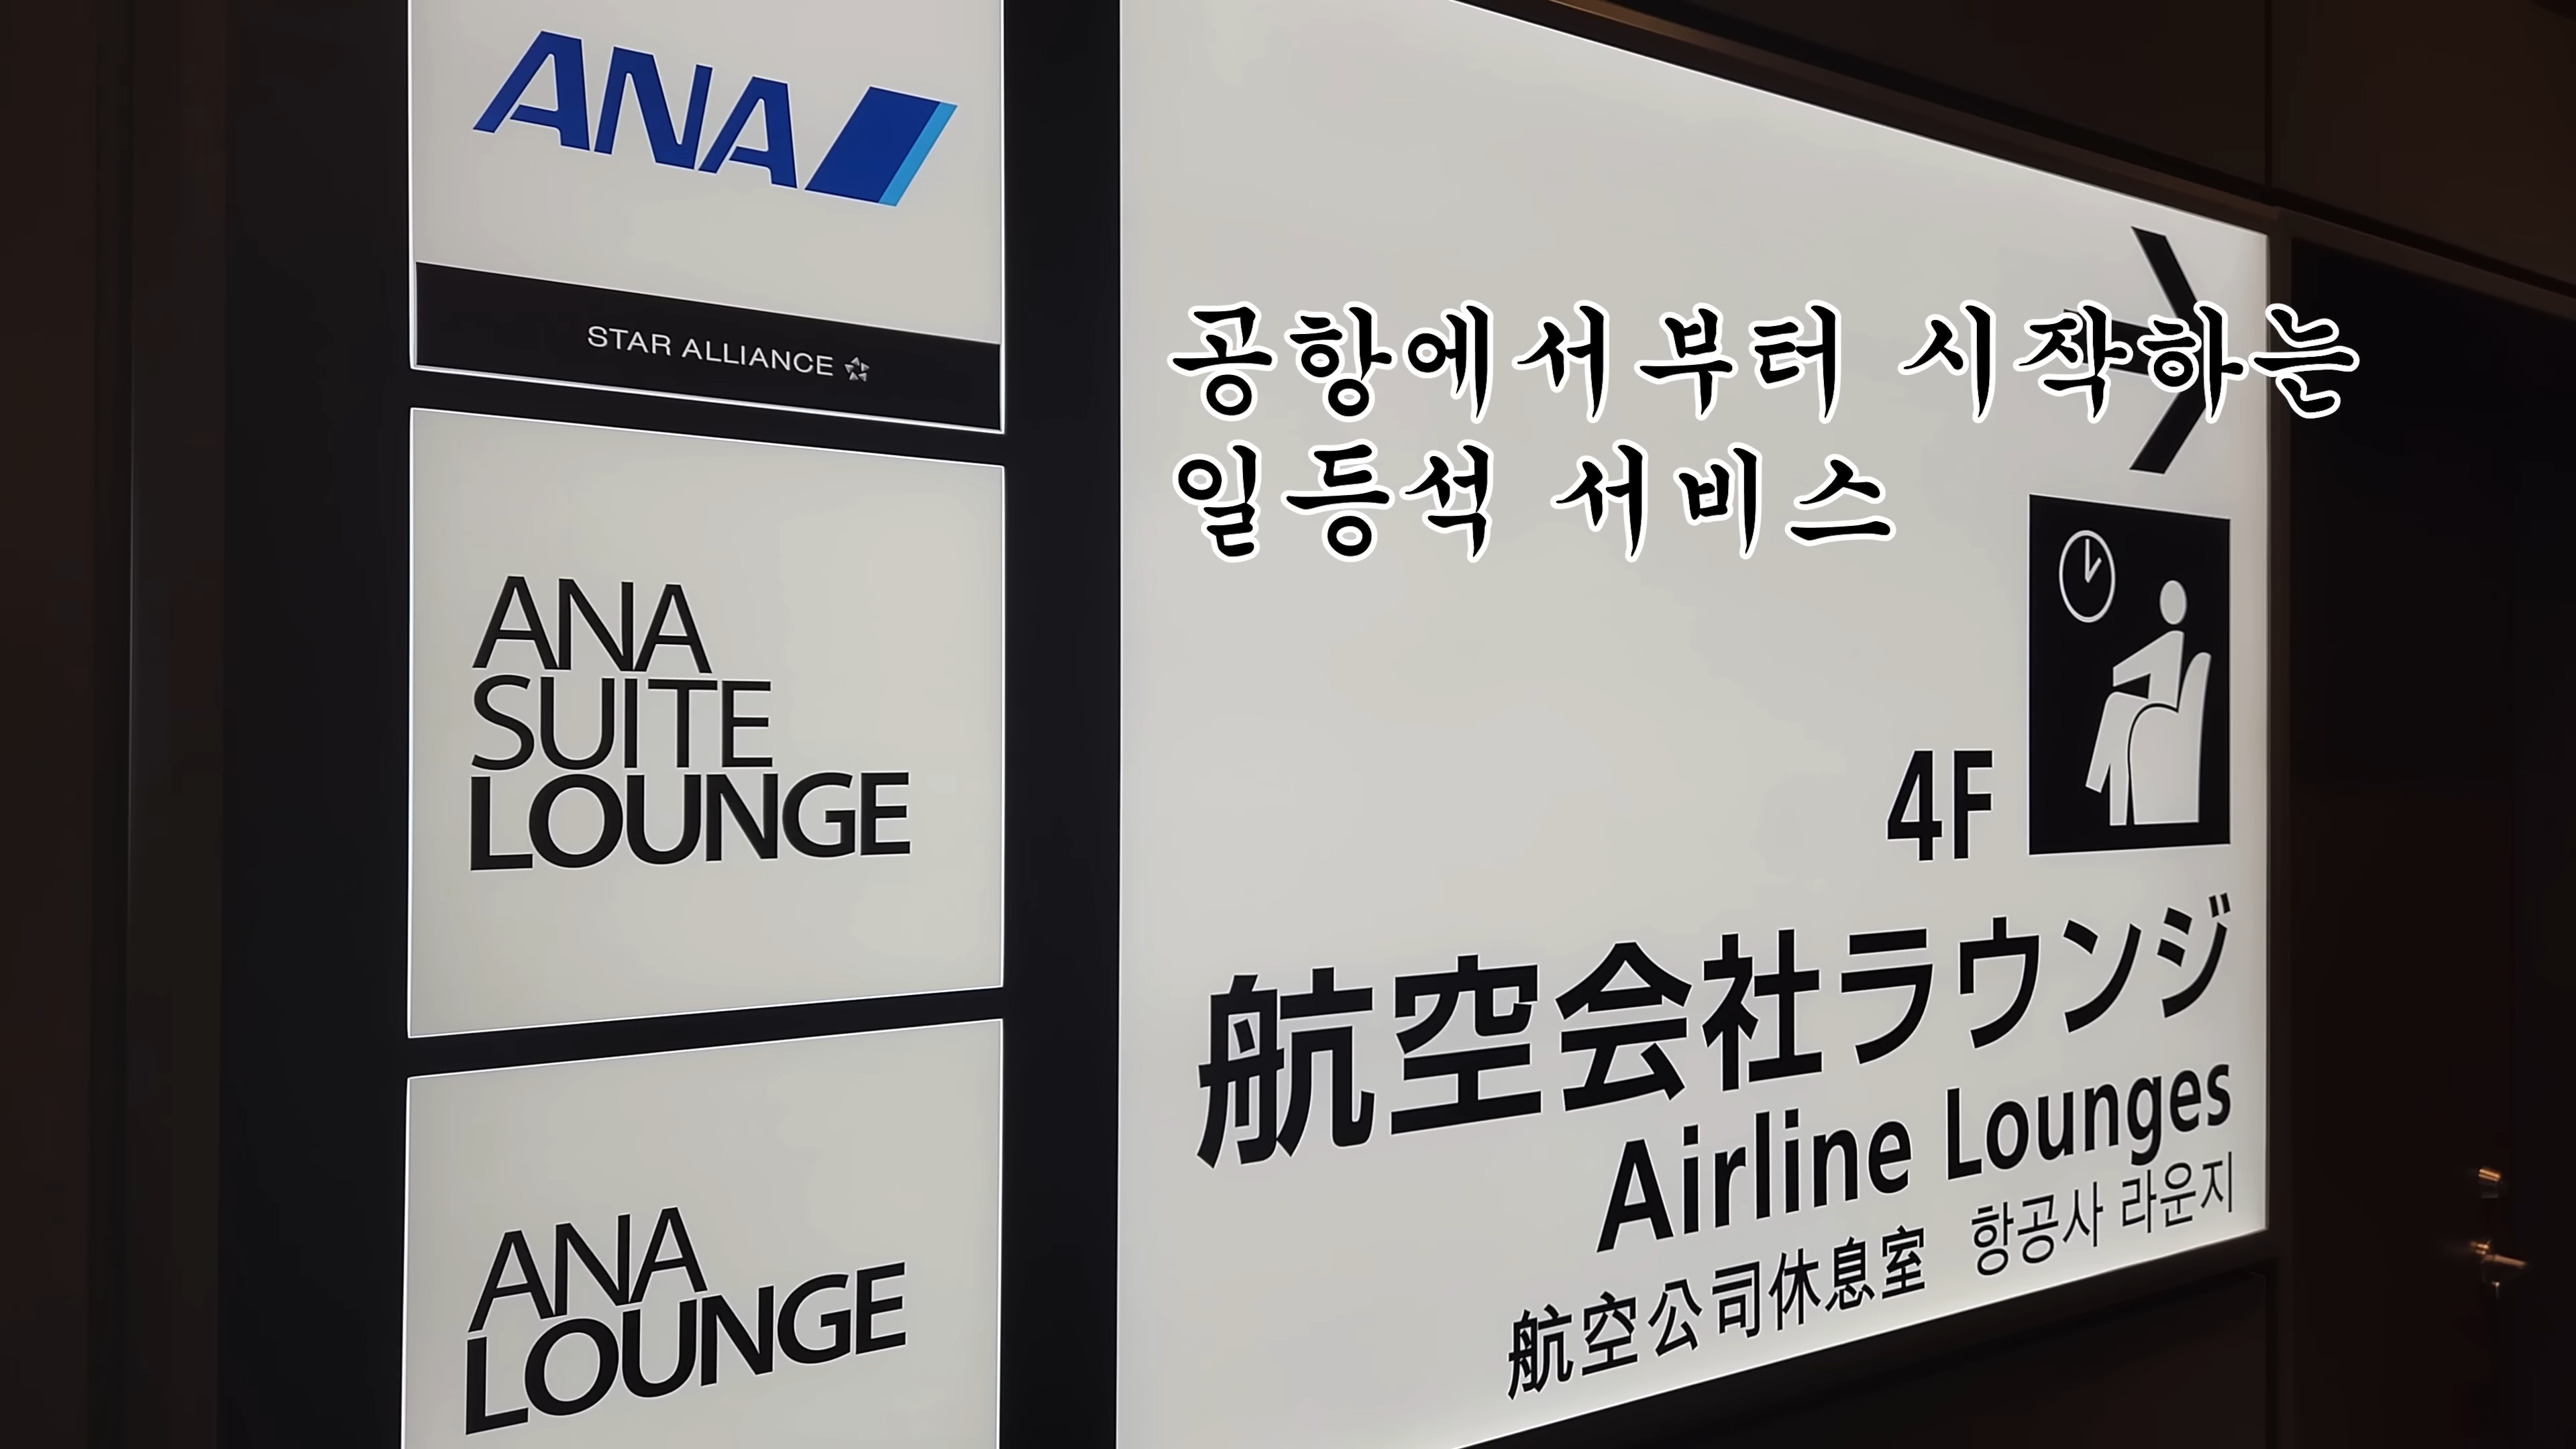 ANA
STAR ALLIANCE
ANA
SUITE
LOUNGE
ANA
LOUNGE
공항에서부터 시작하는
일등석 서비스
4F
航空会社ラウンジ
Airline Lounges
航空公司休息室 항공사 라운지